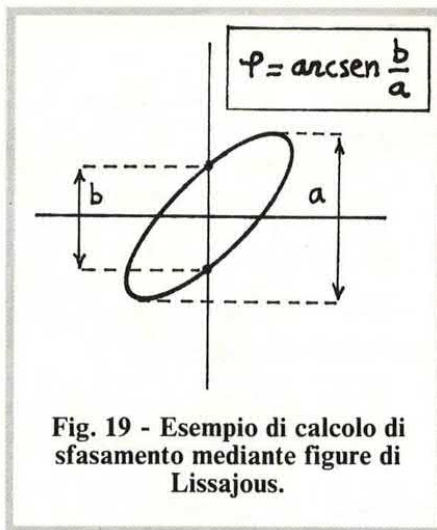 φ = arcsen b/a
b
a
Fig. 19 - Esempio di calcolo di
sfasamento mediante figure di
Lissajous.